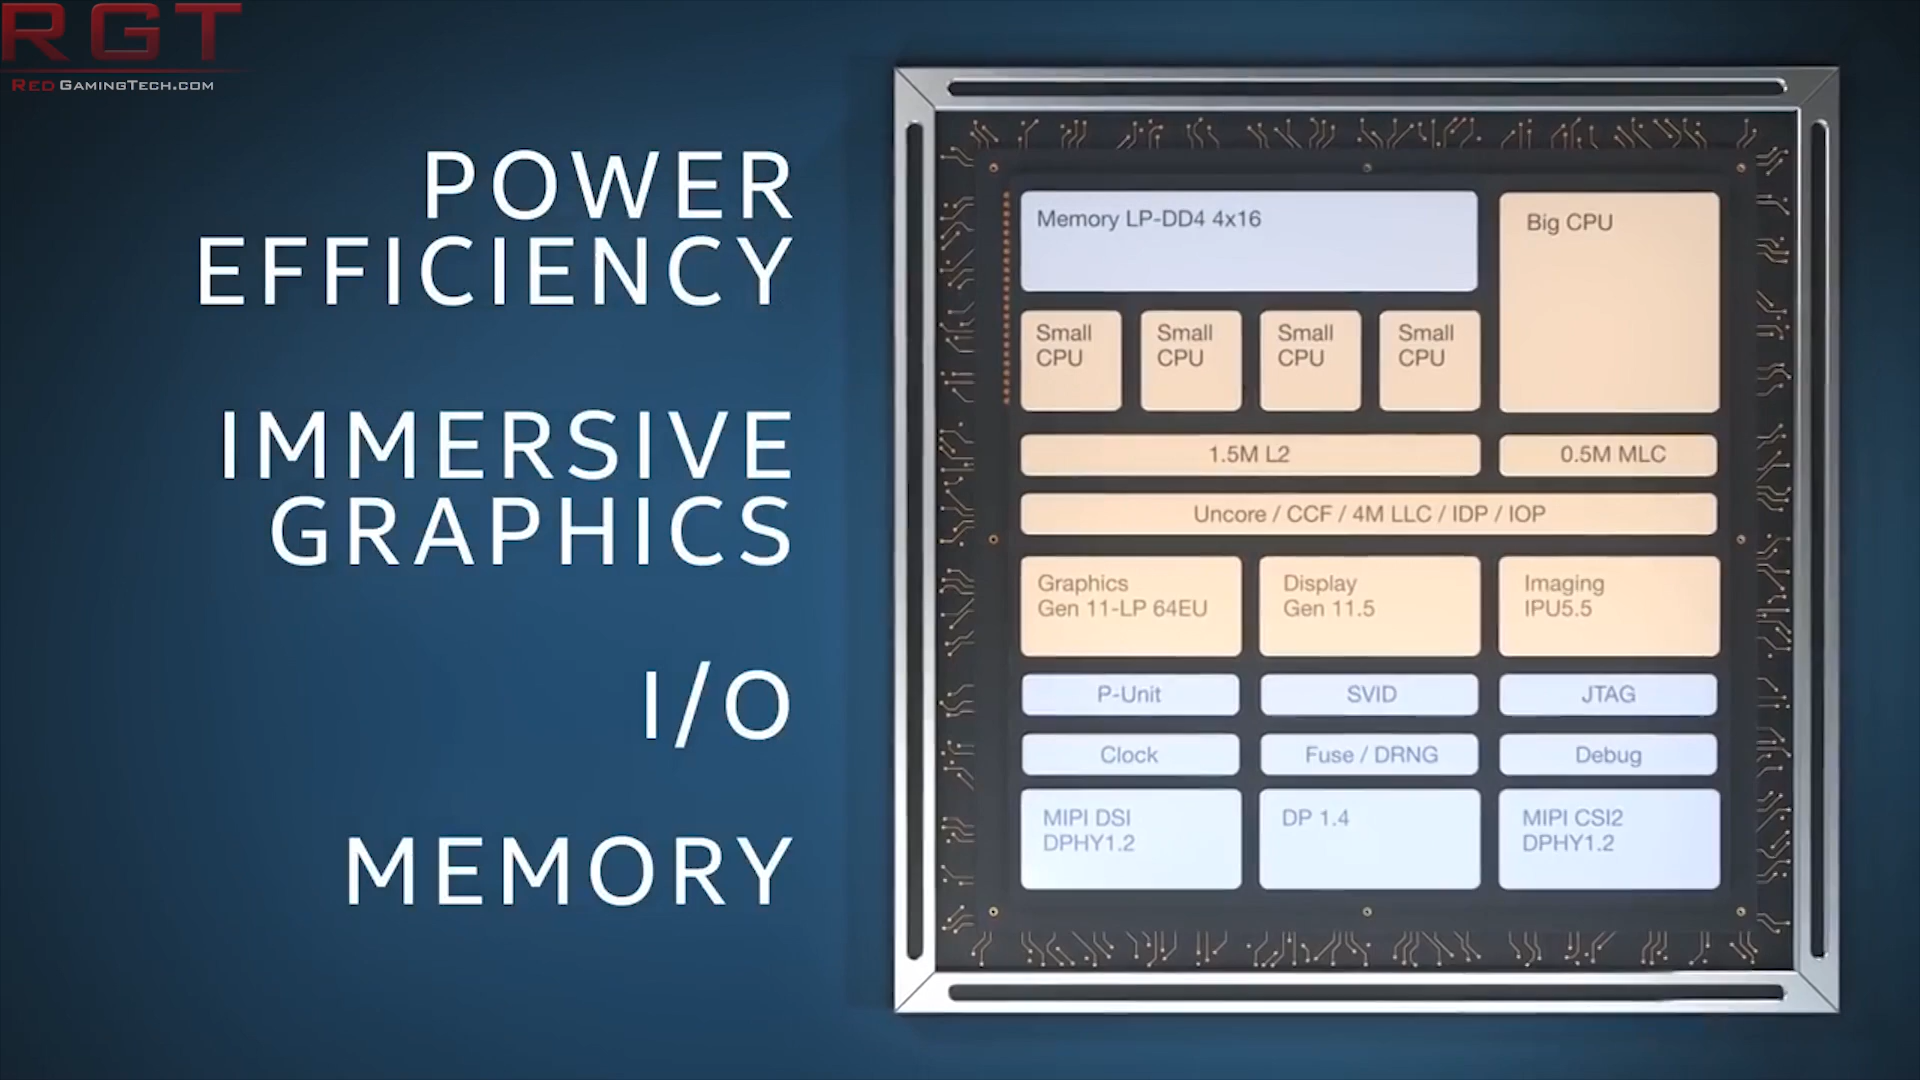 RGT
RED GAMINGTECH.COM
POWER
EFFICIENCY
IMMERSIVE
GRAPHICS
I/O
MEMORY
Memory LP-DD4 4x16
Big CPU
Small
CPU
Small
CPU
Small
CPU
Small
CPU
1.5M L2
0.5M MLC
Uncore / CCF / 4M LLC / IDP / IOP
Graphics
Gen 11-LP 64EU
Display
Gen 11.5
Imaging
IPU5.5
P-Unit
SVID
JTAG
Clock
Fuse / DRNG
Debug
MIPI DSI
DPHY1.2
DP 1.4
MIPI CSI2
DPHY1.2